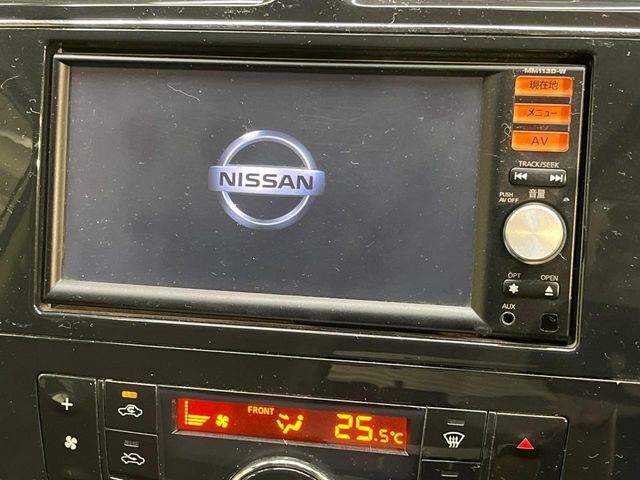 MM113D-W
現在地
メニュー
AV
TRACK/SEEK
音量
PUSH
AV OFF
NISSAN
OPT
OPEN
AUX
FRONT
25.5℃